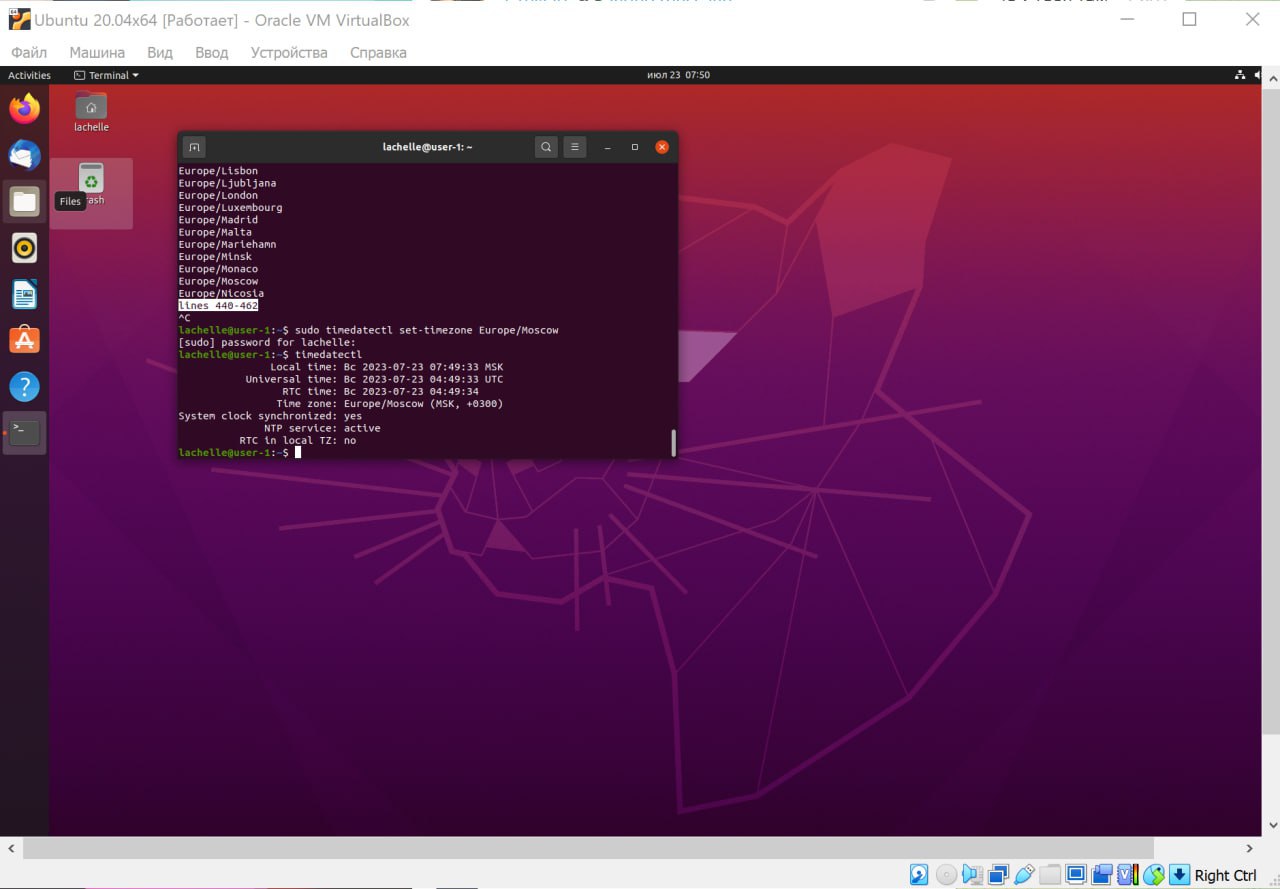 Ubuntu 20.04x64 [Работает] - Oracle VM VirtualBox
Файл Машина Вид Ввод Устройства Справка
Activities Terminal июл 23 07:50
lachelle
Files rash
lachelle@user-1: ~
Europe/Lisbon
Europe/Ljubljana
Europe/London
Europe/Luxembourg
Europe/Madrid
Europe/Malta
Europe/Mariehamn
Europe/Minsk
Europe/Monaco
Europe/Moscow
Europe/Nicosia
lines 440-462
^C
lachelle@user-1:~$ sudo timedatectl set-timezone Europe/Moscow
[sudo] password for lachelle:
lachelle@user-1:~$ timedatectl
Local time: Вс 2023-07-23 07:49:33 MSK
Universal time: Вс 2023-07-23 04:49:33 UTC
RTC time: Вс 2023-07-23 04:49:34
Time zone: Europe/Moscow (MSK, +0300)
System clock synchronized: yes
NTP service: active
RTC in local TZ: no
lachelle@user-1:~$
Right Ctrl